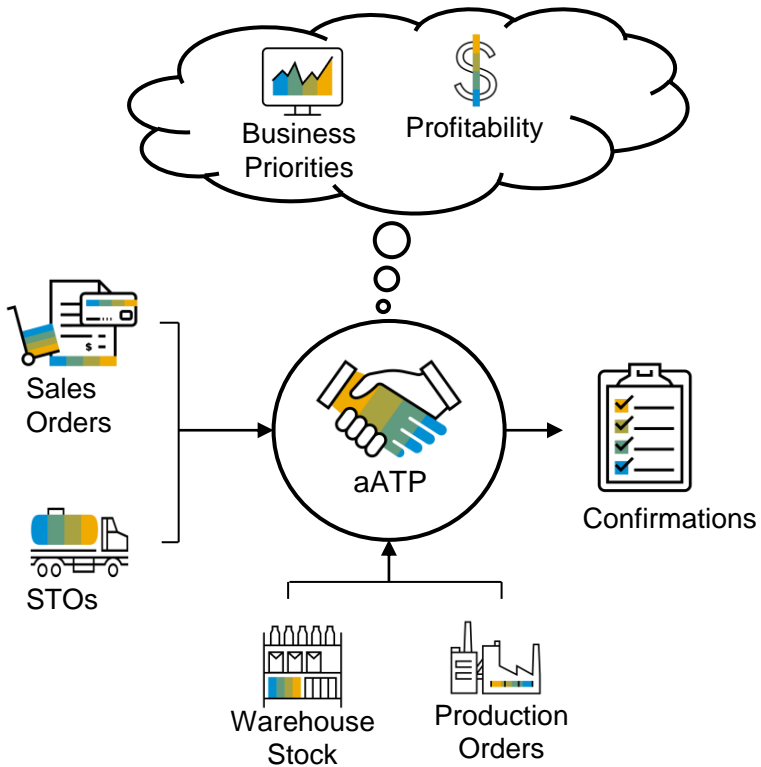 Business
Priorities
Profitability
$ -
Sales
Orders
aATP
Confirmations
STOs
Warehouse
Stock
Production
Orders